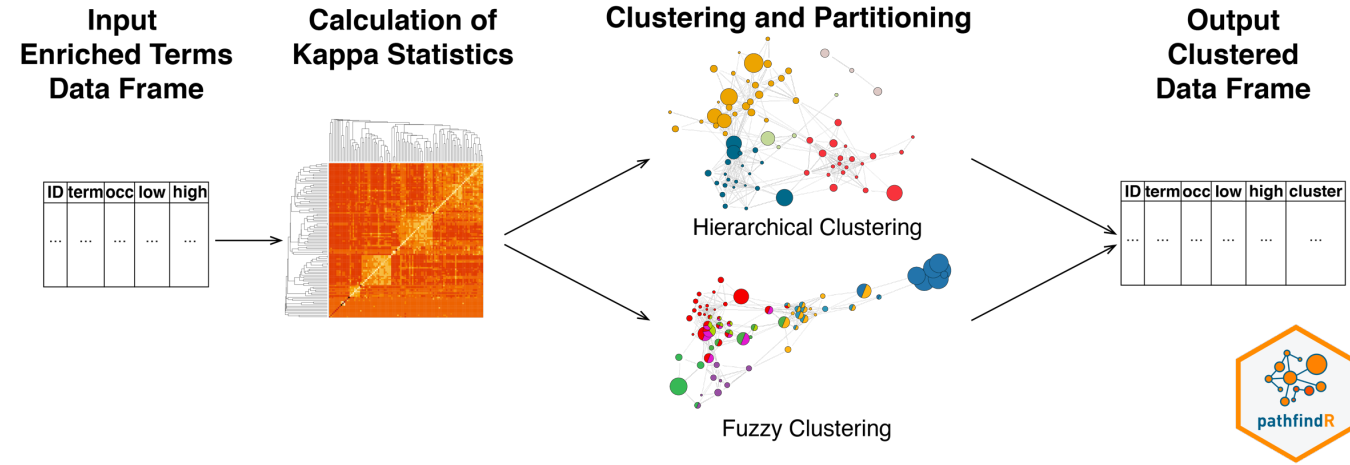 Input
Enriched Terms
Data Frame
Calculation of
Kappa Statistics
Clustering and Partitioning
Output
Clustered
Data Frame
ID term occ low high
... ... ... ... ...
Hierarchical Clustering
ID term occ low high cluster
... ... ... ... ... ...
Fuzzy Clustering
pathfindR